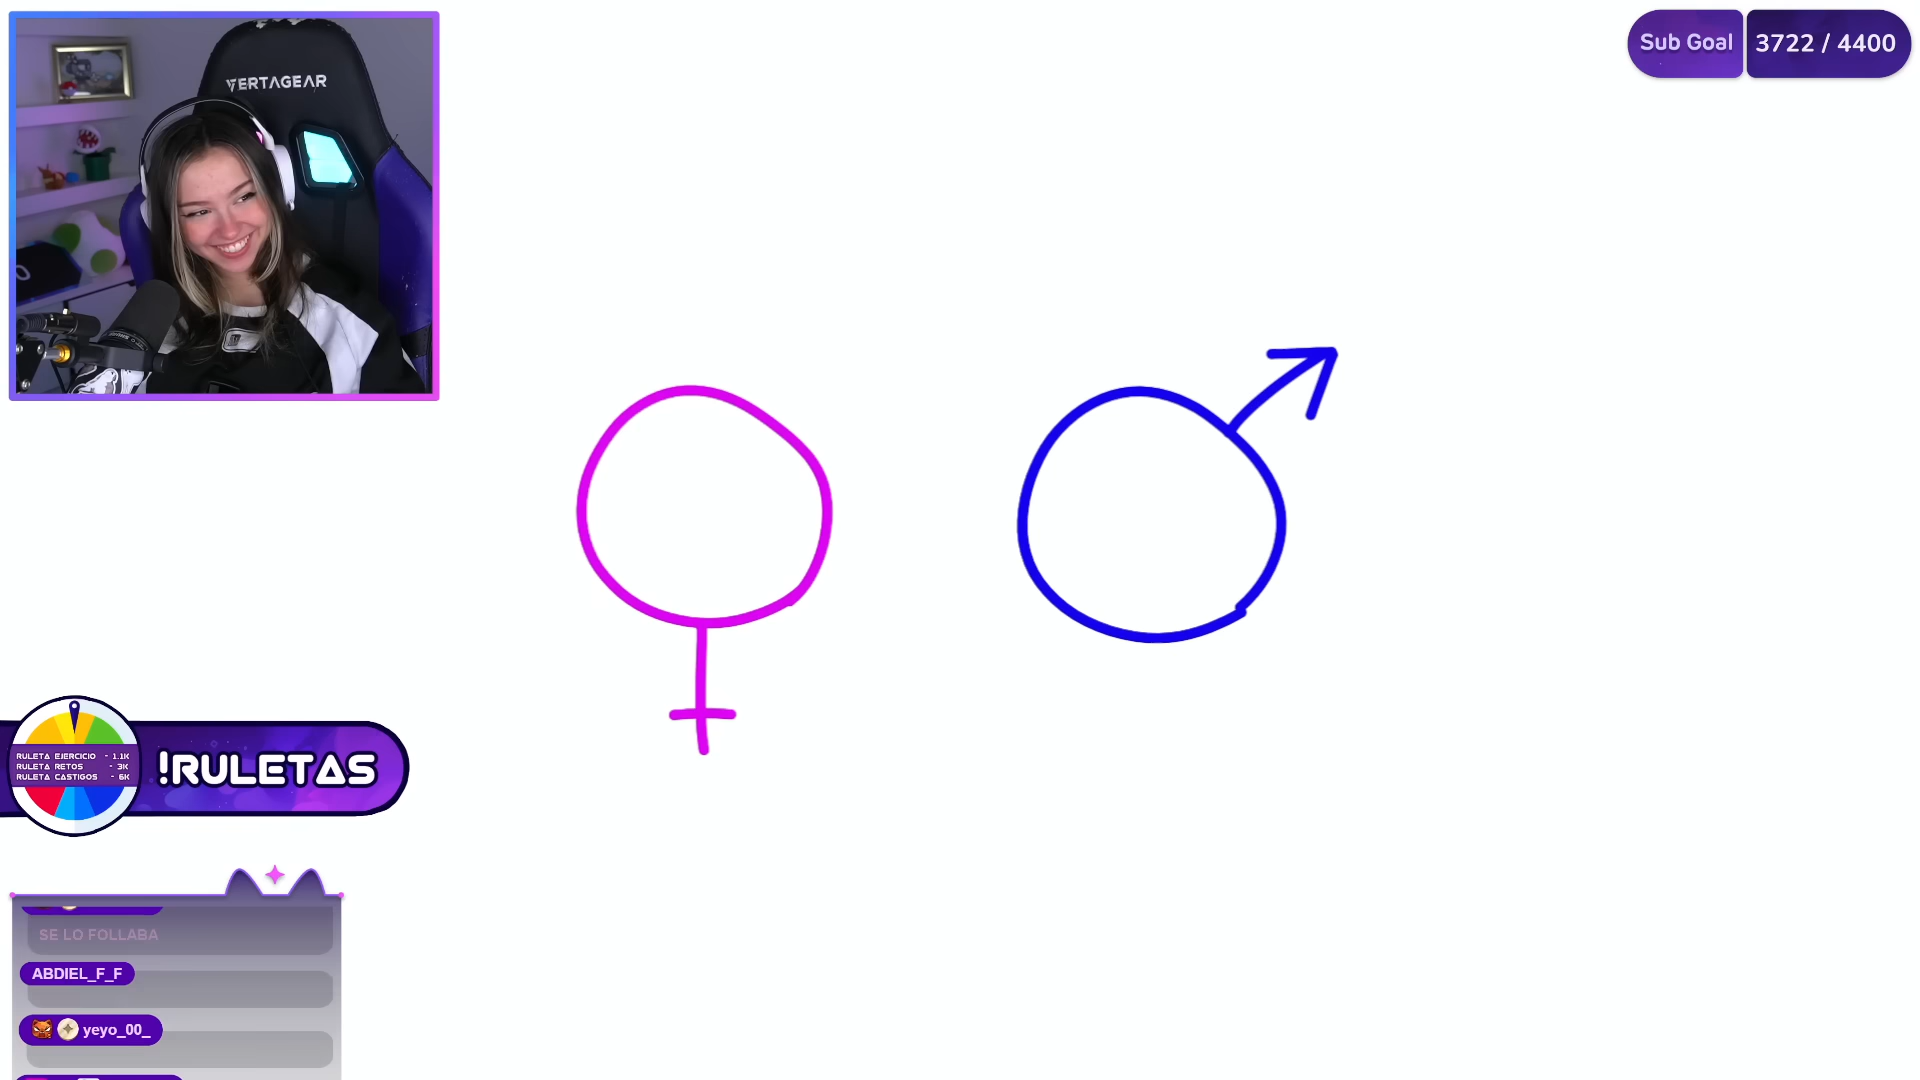 VERTAGEAR
Sub Goal 3722 / 4400
RULETA EJERCICIO - 1.1K
RULETA RETOS - 3K
RULETA CASTIGOS - 6K
!RULETAS
SE LO FOLLABA
ABDIEL_F_F
yeyo_00_